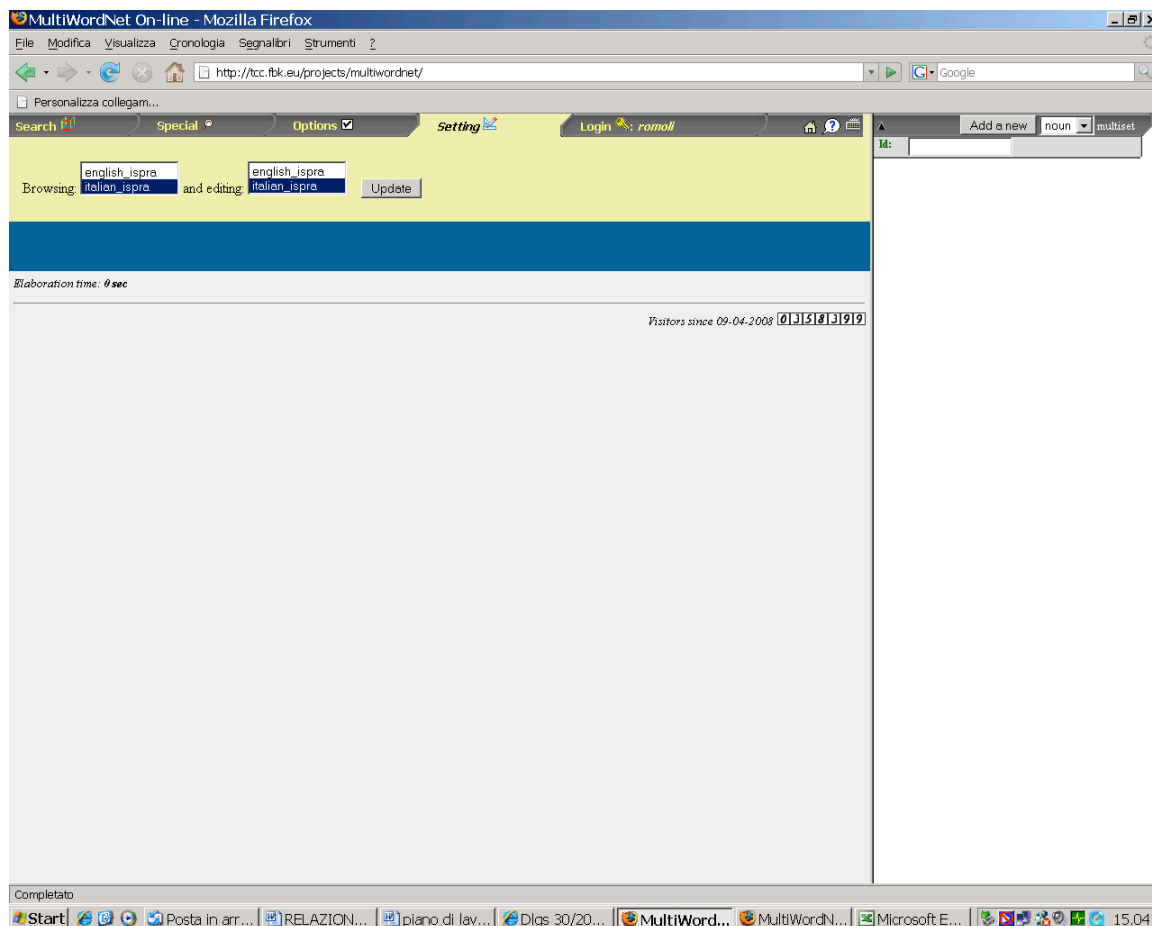 MultiWordNet On-line - Mozilla Firefox
File Modifica Visualizza Cronologia Segnalibri Strumenti ?
http://tcc.fbk.eu/projects/multiwordnet/
G Google
Personalizza collegam...
Search Special Options Setting Login : romoli
Add a new noun multiset
Id:
english_ispra english_ispra
Browsing: italian_ispra and editing: italian_ispra Update
Elaboration time: 0 sec
Visitors since 09-04-2008 0358399
Completato
Start Posta in arr... RELAZION... piano di lav... Dlgs 30/20... MultiWord... MultiWordN... Microsoft E... 15.04